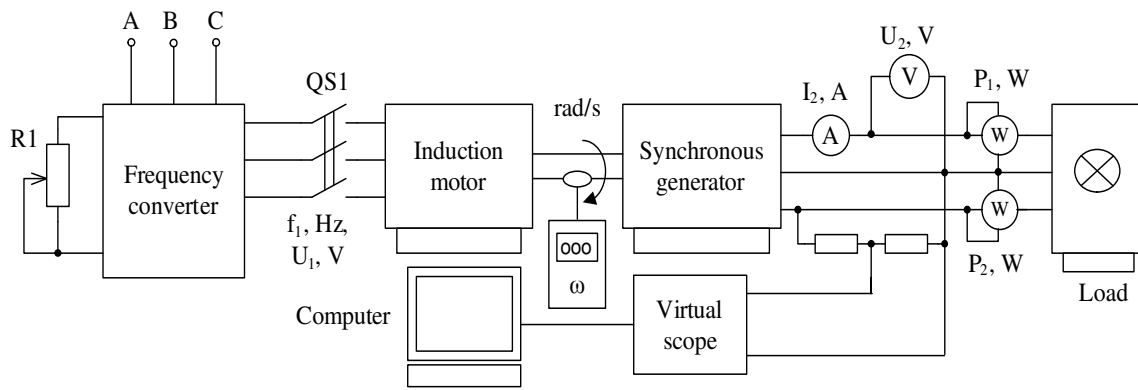 A
B
C
R1
Frequency
converter
QS1
f1, Hz,
U1, V
Induction
motor
rad/s
000
ω
Synchronous
generator
I2, A
A
U2, V
V
P1, W
W
W
P2, W
Load
Computer
Virtual
scope